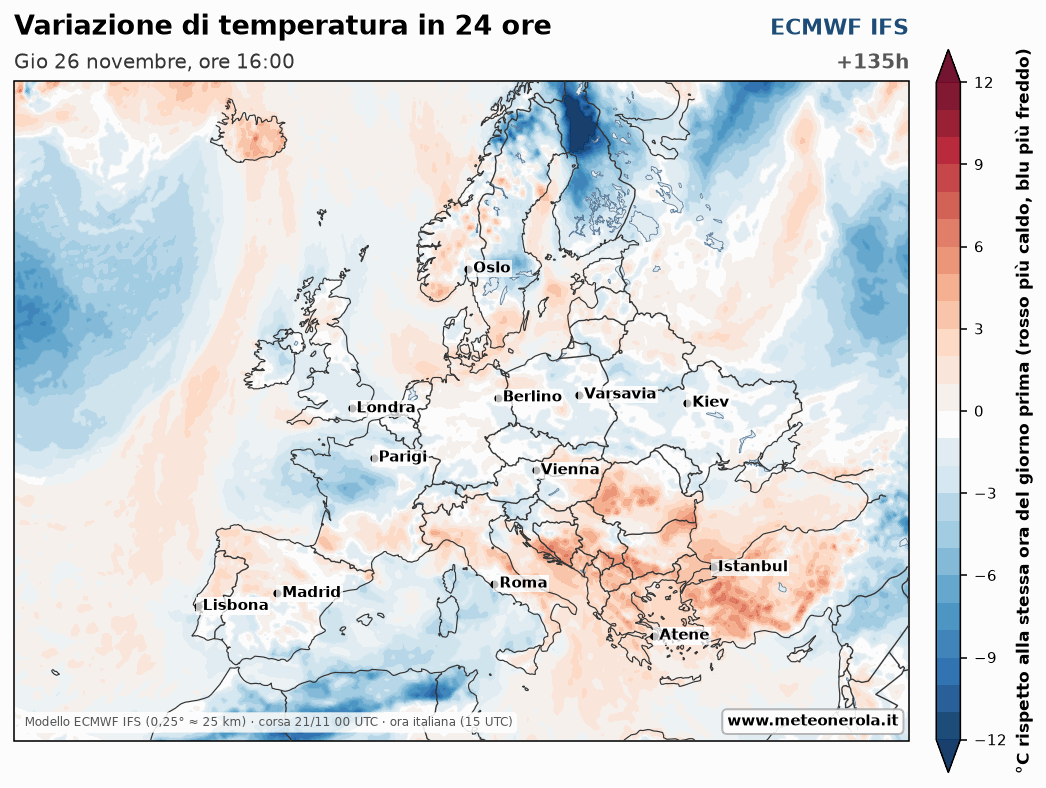 Variazione di temperatura in 24 ore
ECMWF IFS
Gio 26 novembre, ore 16:00
+135h
Oslo
Londra
Berlino
Varsavia
Kiev
Parigi
Vienna
Istanbul
Roma
Madrid
Lisbona
Atene
Modello ECMWF IFS (0,25° ≈ 25 km) · corsa 21/11 00 UTC · ora italiana (15 UTC)
www.meteonerola.it
12
9
6
3
0
−3
−6
−9
−12
°C rispetto alla stessa ora del giorno prima (rosso più caldo, blu più freddo)